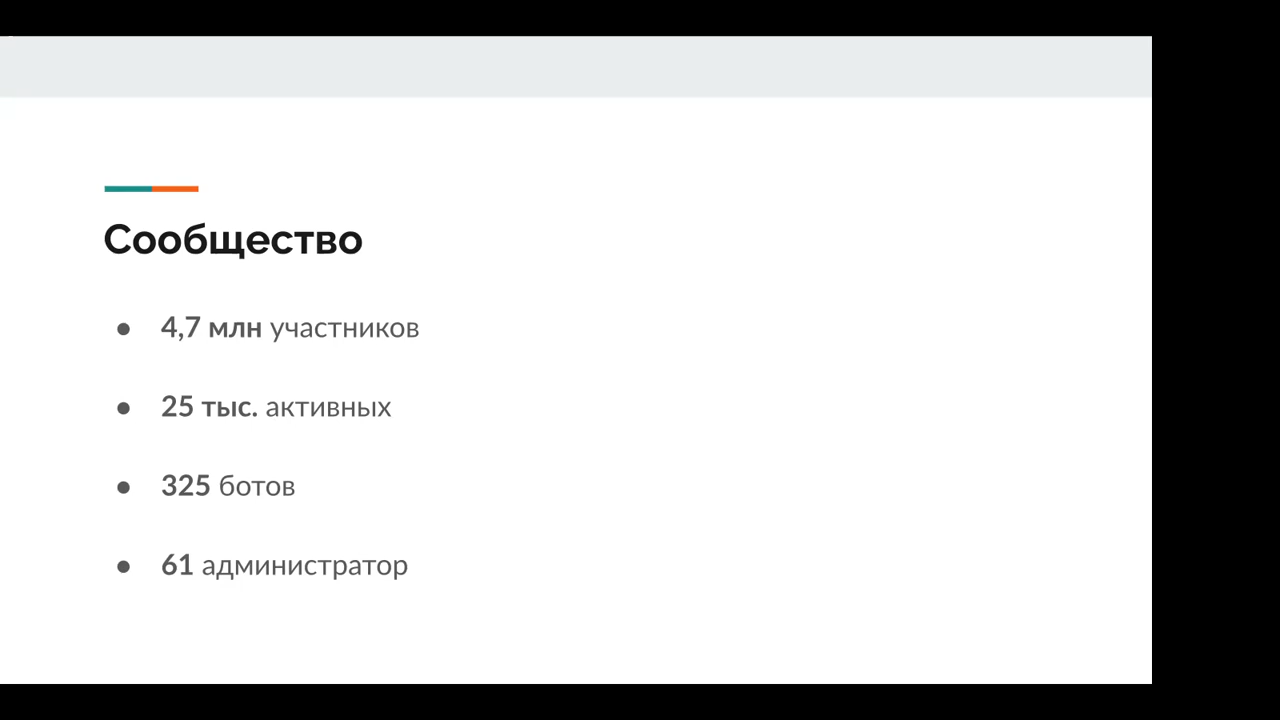 Сообщество
● 4,7 млн участников
● 25 тыс. активных
● 325 ботов
● 61 администратор